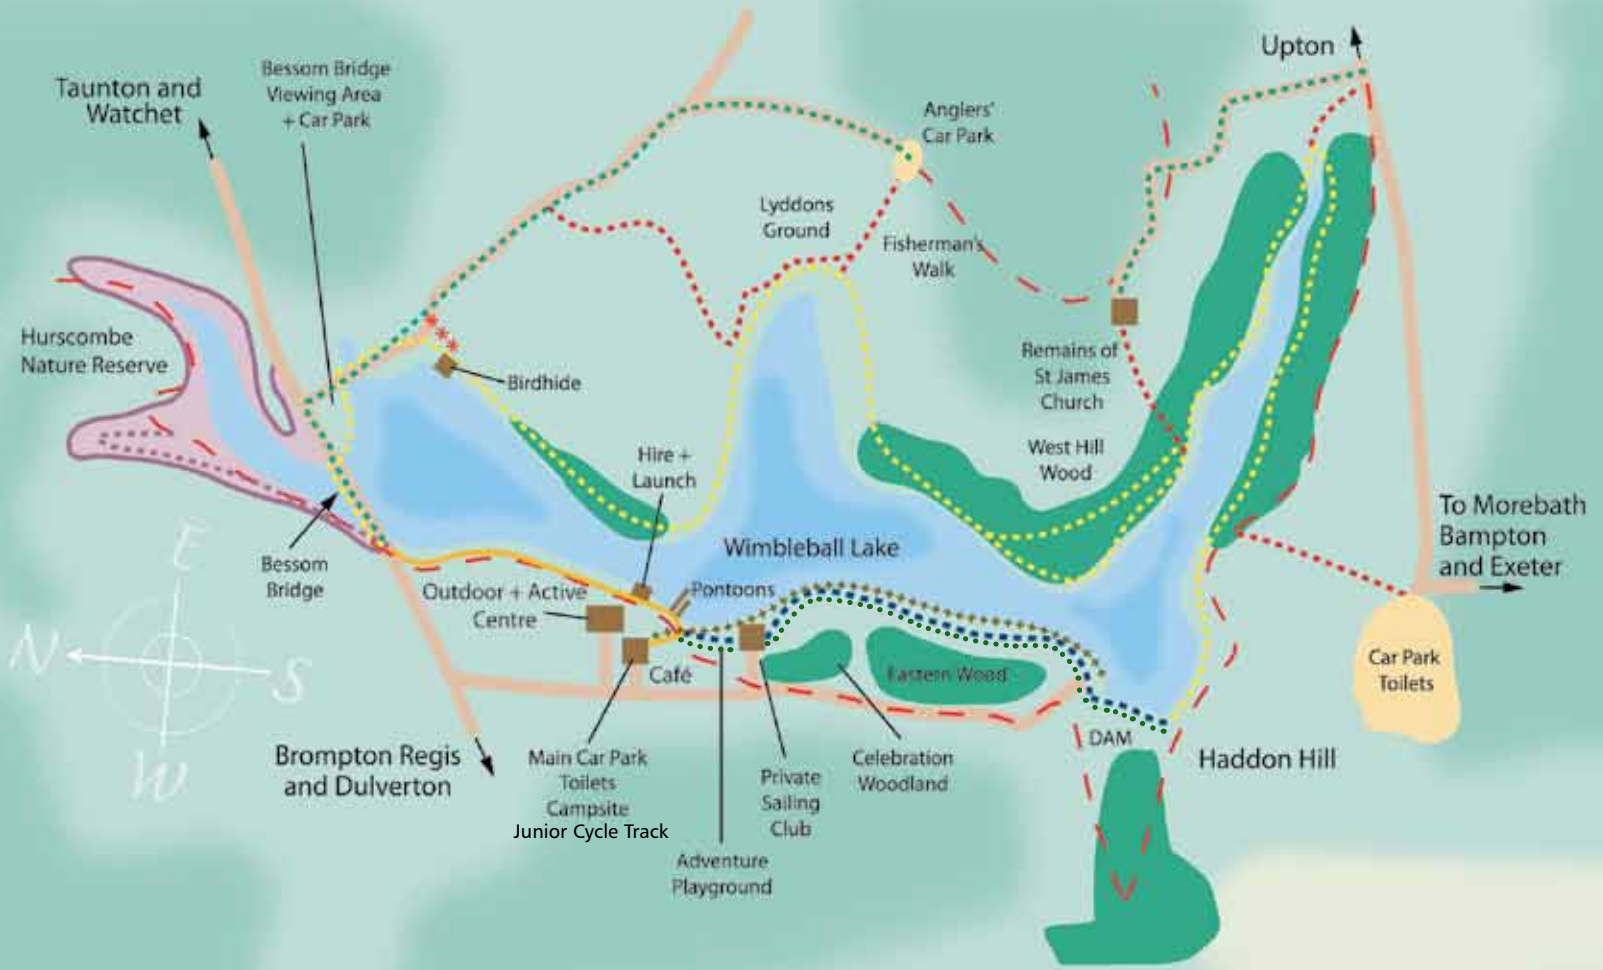 Taunton and
Watchet
Bessom Bridge
Viewing Area
+ Car Park
Upton
Anglers'
Car Park
Lyddons
Ground
Fisherman's
Walk
Hurscombe
Nature Reserve
Birdhide
Remains of
St James
Church
West Hill
Wood
Hire +
Launch
To Morebath
Bampton
and Exeter
Wimbleball Lake
Bessom
Bridge
Outdoor + Active
Centre
Pontoons
Café
Eastern Wood
Car Park
Toilets
E
N
S
W
DAM
Haddon Hill
Brompton Regis
and Dulverton
Main Car Park
Toilets
Campsite
Junior Cycle Track
Private
Sailing
Club
Celebration
Woodland
Adventure
Playground